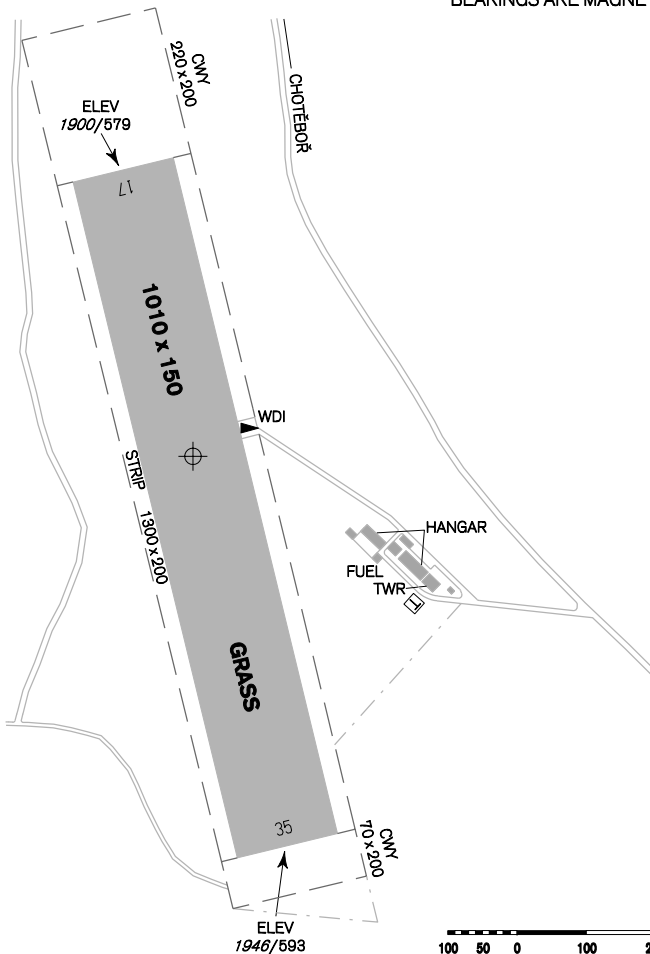 BEARINGS ARE MAGNE
CWY
220 x 200
ELEV
1900/579
CHOTĚBOŘ
17
1010 x 150
WDI
STRIP 1300 x 200
HANGAR
FUEL
TWR
T
GRASS
35
CWY
70 x 200
ELEV
1946/593
100 50 0 100 2